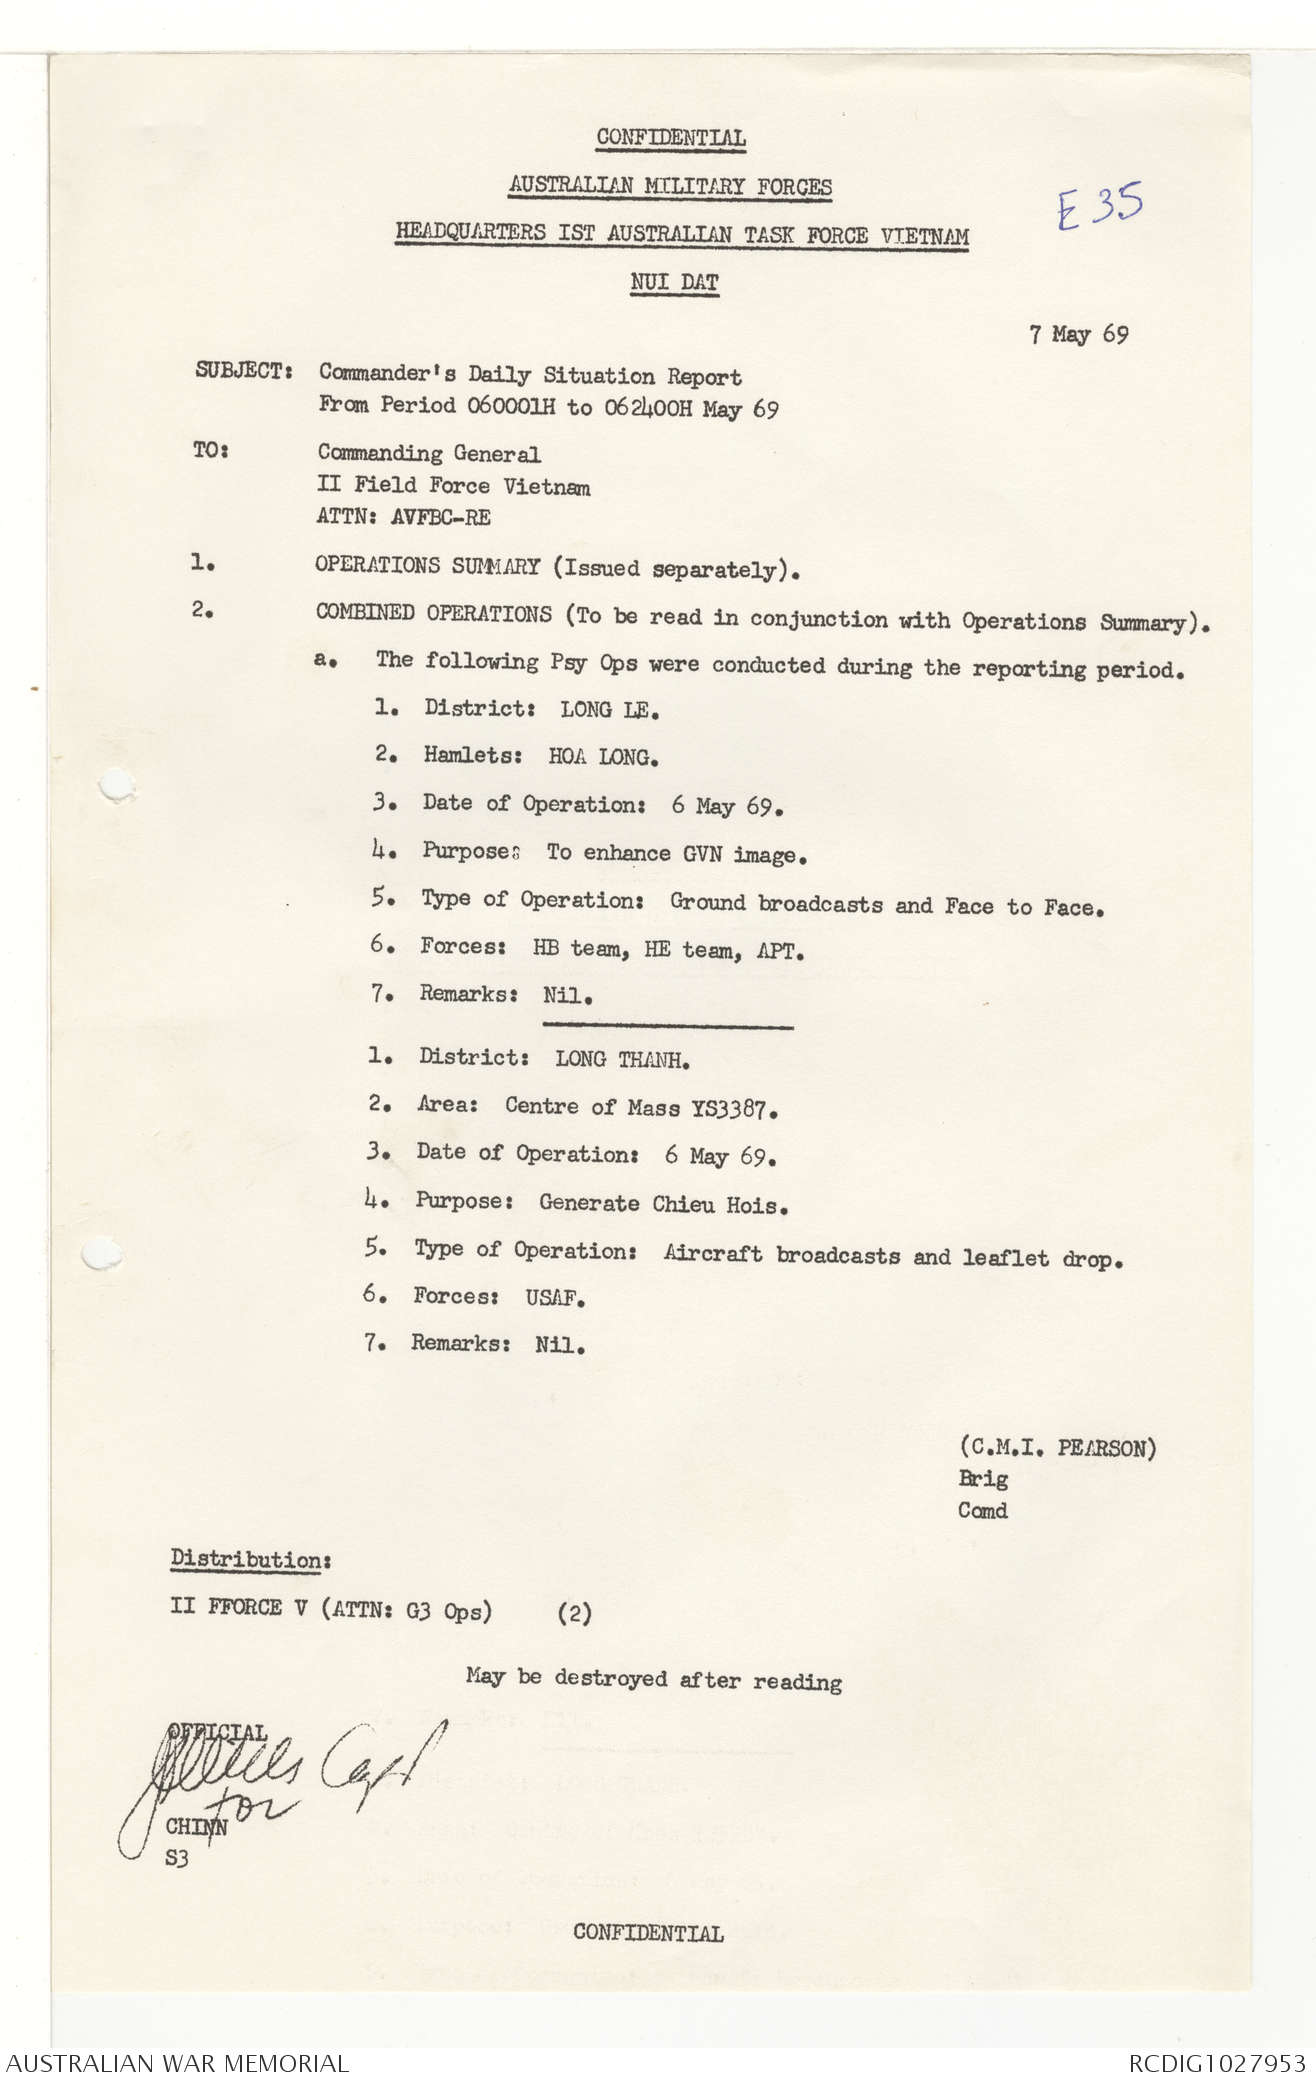 CONFIDENTIAL
AUSTRALIAN MILITARY FORCES
HEADQUARTERS IST AUSTRALIAN TASK FORCE VIETNAM
NUI DAT
E 35
7 May 69
SUBJECT: Commander's Daily Situation Report
From Period 060001H to 062400H May 69
TO: Commanding General
II Field Force Vietnam
ATTN: AVFBC-RE
1. OPERATIONS SUMMARY (Issued separately).
2. COMBINED OPERATIONS (To be read in conjunction with Operations Summary).
a. The following Psy Ops were conducted during the reporting period.
1. District: LONG LE.
2. Hamlets: HOA LONG.
3. Date of Operation: 6 May 69.
4. Purpose: To enhance GVN image.
5. Type of Operation: Ground broadcasts and Face to Face.
6. Forces: HB team, HE team, APT.
7. Remarks: Nil.
1. District: LONG THANH.
2. Area: Centre of Mass YS3387.
3. Date of Operation: 6 May 69.
4. Purpose: Generate Chieu Hois.
5. Type of Operation: Aircraft broadcasts and leaflet drop.
6. Forces: USAF.
7. Remarks: Nil.
(C.M.I. PEARSON)
Brig
Comd
Distribution:
II FFORCE V (ATTN: G3 Ops) (2)
May be destroyed after reading
OFFICIAL
Capt
for
CHINN
S3
CONFIDENTIAL
AUSTRALIAN WAR MEMORIAL
RCDIG1027953